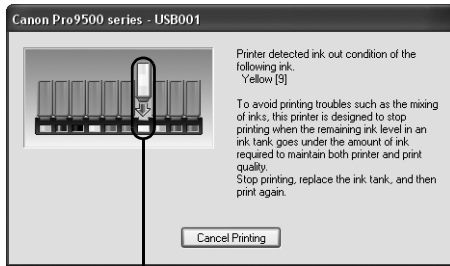 Canon Pro9500 series - USB001
Printer detected ink out condition of the
following ink.
Yellow [9]
To avoid printing troubles such as the mixing
of inks, this printer is designed to stop
printing when the remaining ink level in an
ink tank goes under the amount of ink
required to maintain both printer and print
quality.
Stop printing, replace the ink tank, and then
print again.
Cancel Printing